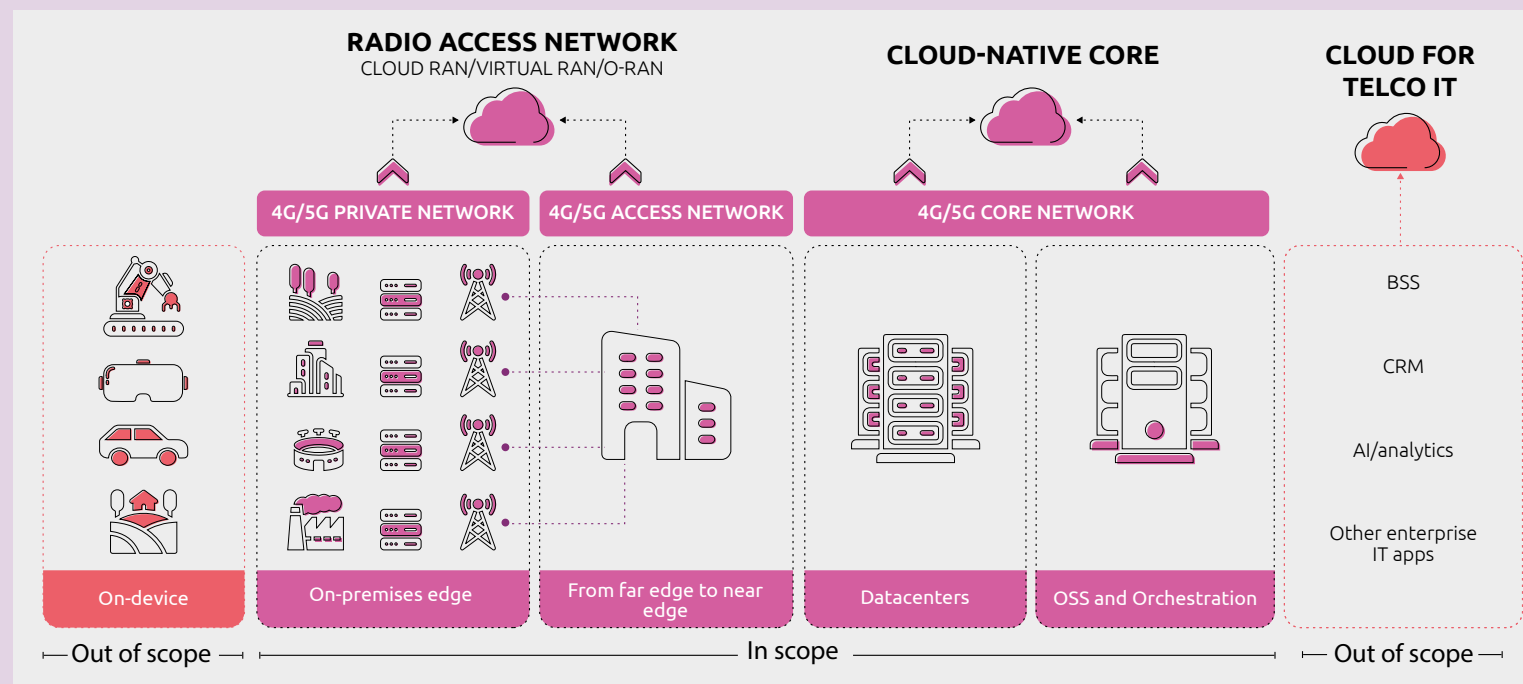 RADIO ACCESS NETWORK
CLOUD RAN/VIRTUAL RAN/O-RAN
CLOUD-NATIVE CORE
CLOUD FOR
TELCO IT
4G/5G PRIVATE NETWORK
4G/5G ACCESS NETWORK
4G/5G CORE NETWORK
BSS
CRM
AI/analytics
Other enterprise
IT apps
On-device
On-premises edge
From far edge to near
edge
Datacenters
OSS and Orchestration
Out of scope
In scope
Out of scope